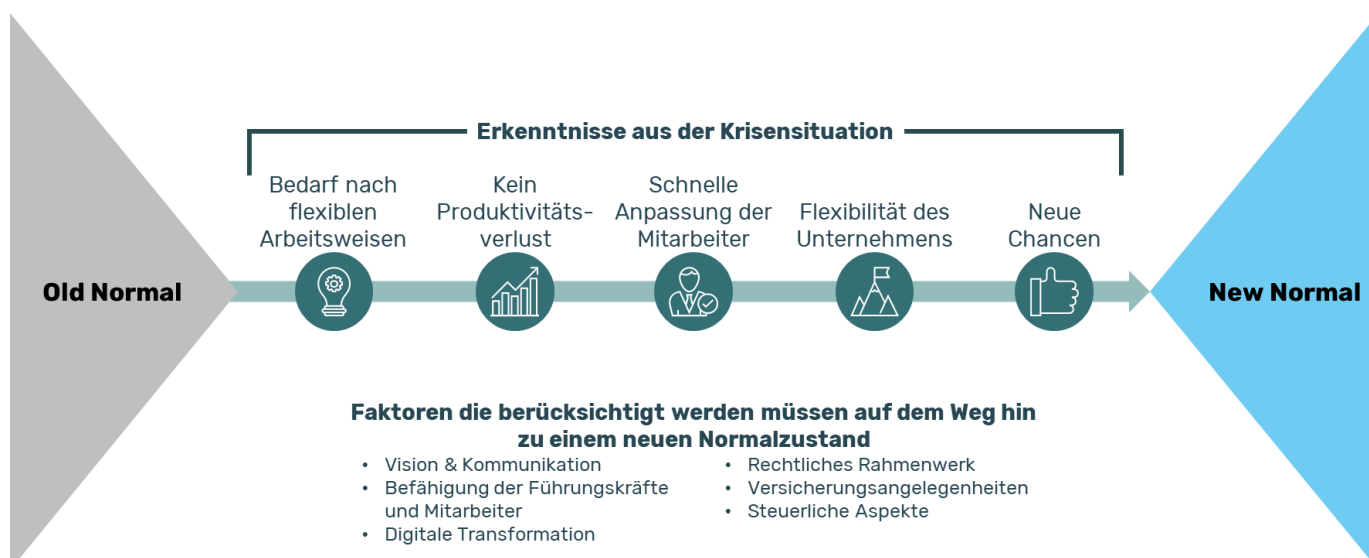 Erkenntnisse aus der Krisensituation
Bedarf nach
flexiblen
Arbeitsweisen
Kein
Produktivitäts-
verlust
Schnelle
Anpassung der
Mitarbeiter
Flexibilität des
Unternehmens
Neue
Chancen
Old Normal
New Normal
Faktoren die berücksichtigt werden müssen auf dem Weg hin
zu einem neuen Normalzustand
• Vision & Kommunikation
• Befähigung der Führungskräfte
und Mitarbeiter
• Digitale Transformation
• Rechtliches Rahmenwerk
• Versicherungsangelegenheiten
• Steuerliche Aspekte